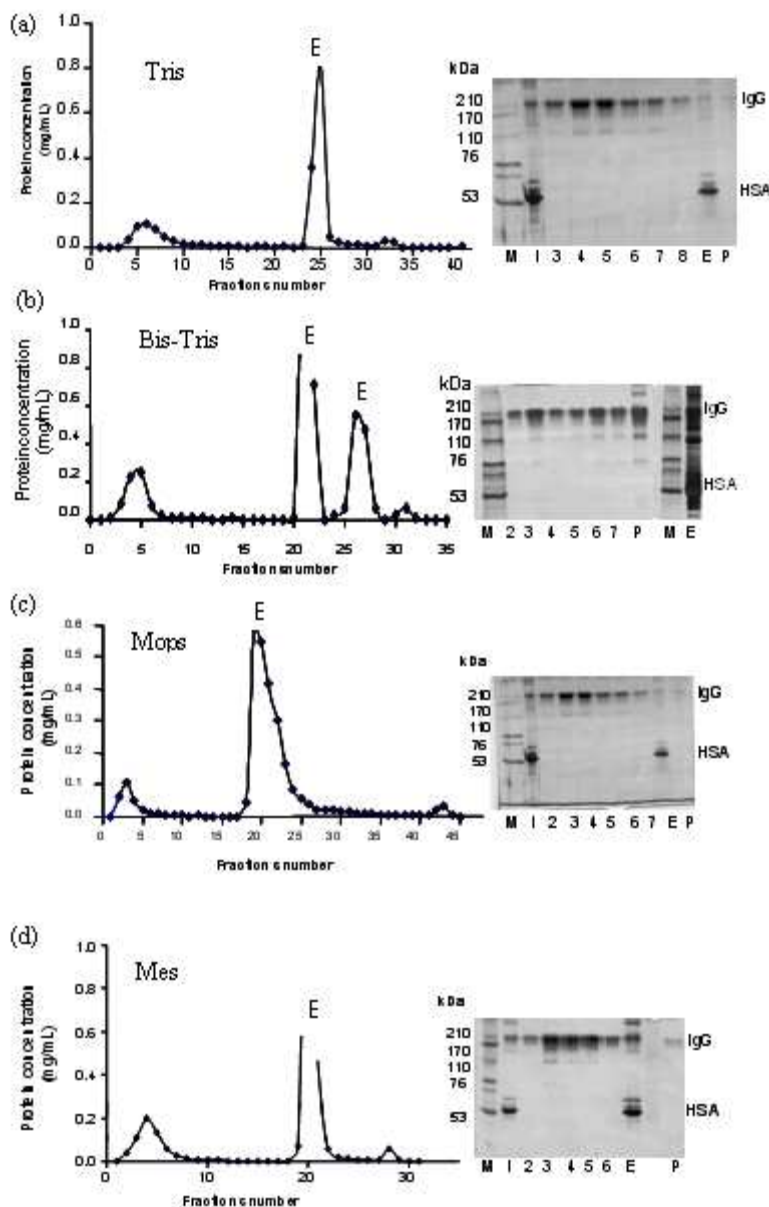 (a)
Tris
E
Protein concentration
(mg/mL)
1.0
0.8
0.6
0.4
0.2
0.0
0 5 10 15 20 25 30 35 40
Fractions number
kDa
210
170
110
76
53
IgG
HSA
M I 3 4 5 6 7 8 E P
(b)
Bis-Tris
E
E
Protein concentration
(mg/mL)
1.0
0.8
0.6
0.4
0.2
0.0
0 5 10 15 20 25 30 35
Fractions number
kDa
210
170
110
76
53
IgG
HSA
M 2 3 4 5 6 7 P M E
(c)
Mops
E
Protein concentration
(mg/mL)
0.6
0.5
0.4
0.3
0.2
0.1
0.0
0 5 10 15 20 25 30 35 40 45
Fractions number
kDa
210
170
110
76
53
IgG
HSA
M I 2 3 4 5 6 7 E P
(d)
Mes
E
Protein concentration
(mg/mL)
1.0
0.8
0.6
0.4
0.2
0.0
0 10 20 30
Fractions number
kDa
210
170
110
76
53
IgG
HSA
M I 2 3 4 5 6 E P